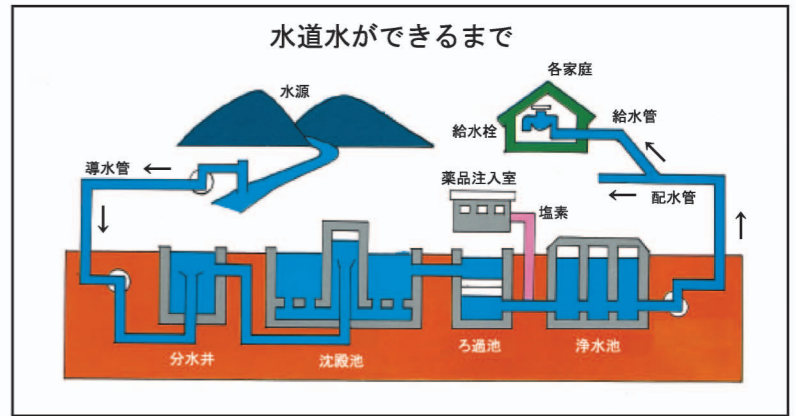 水道水ができるまで
各家庭
水源
給水管
給水栓
導水管
←
薬品注入室
塩素
←
配水管
↓
↑
分水井
沈殿池
ろ過池
浄水池